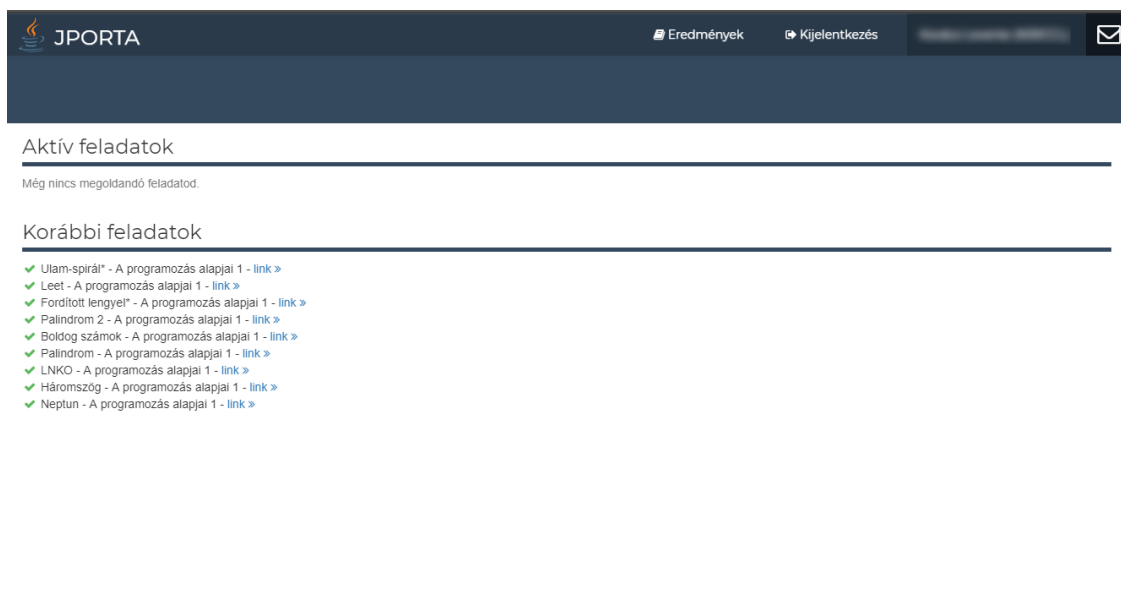 JPORTA
Eredmények
Kijelentkezés
Aktív feladatok
Még nincs megoldandó feladatod.
Korábbi feladatok
Ulam-spirál* - A programozás alapjai 1 - link »
Leet - A programozás alapjai 1 - link »
Fordított lengyel* - A programozás alapjai 1 - link »
Palindrom 2 - A programozás alapjai 1 - link »
Boldog számok - A programozás alapjai 1 - link »
Palindrom - A programozás alapjai 1 - link »
LNKO - A programozás alapjai 1 - link »
Háromszög - A programozás alapjai 1 - link »
Neptun - A programozás alapjai 1 - link »